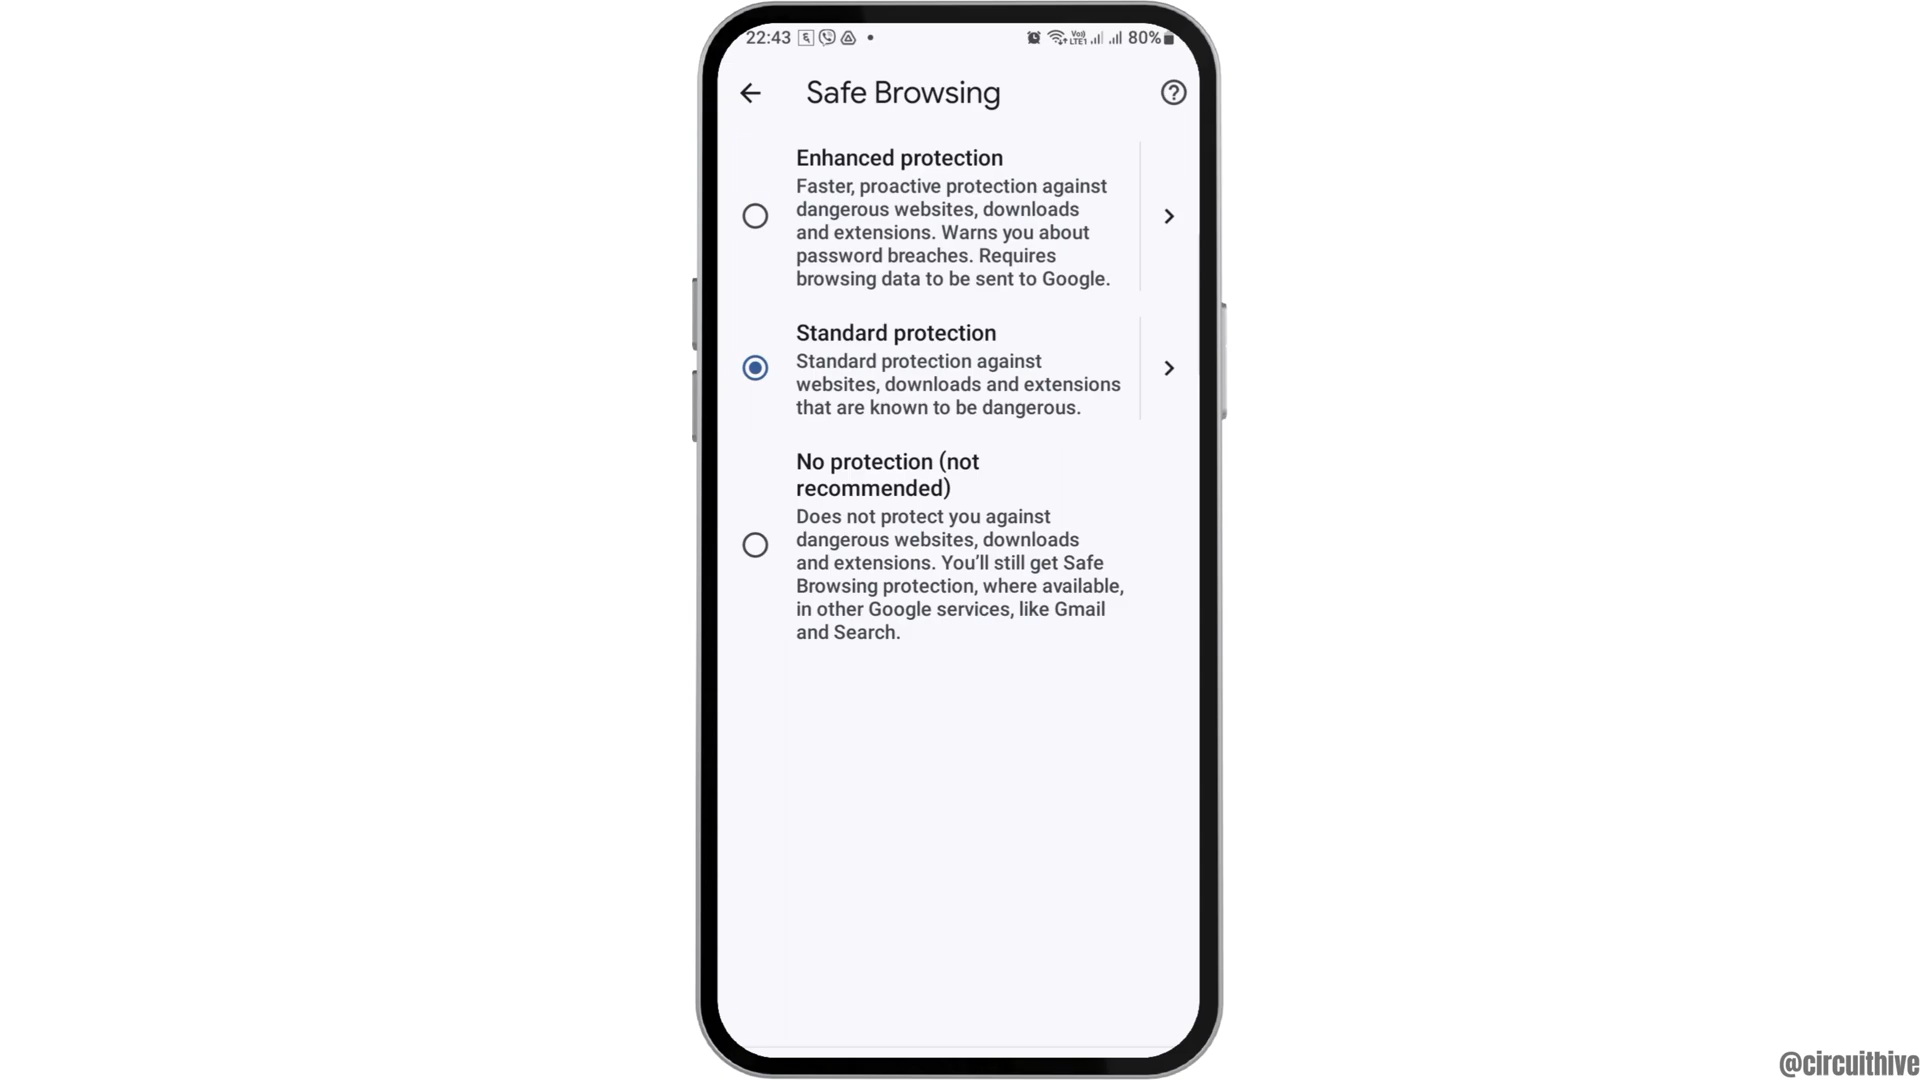 22:43
80%
Safe Browsing
Enhanced protection
Faster, proactive protection against
dangerous websites, downloads
and extensions. Warns you about
password breaches. Requires
browsing data to be sent to Google.
Standard protection
Standard protection against
websites, downloads and extensions
that are known to be dangerous.
No protection (not
recommended)
Does not protect you against
dangerous websites, downloads
and extensions. You’ll still get Safe
Browsing protection, where available,
in other Google services, like Gmail
and Search.
@circuithive